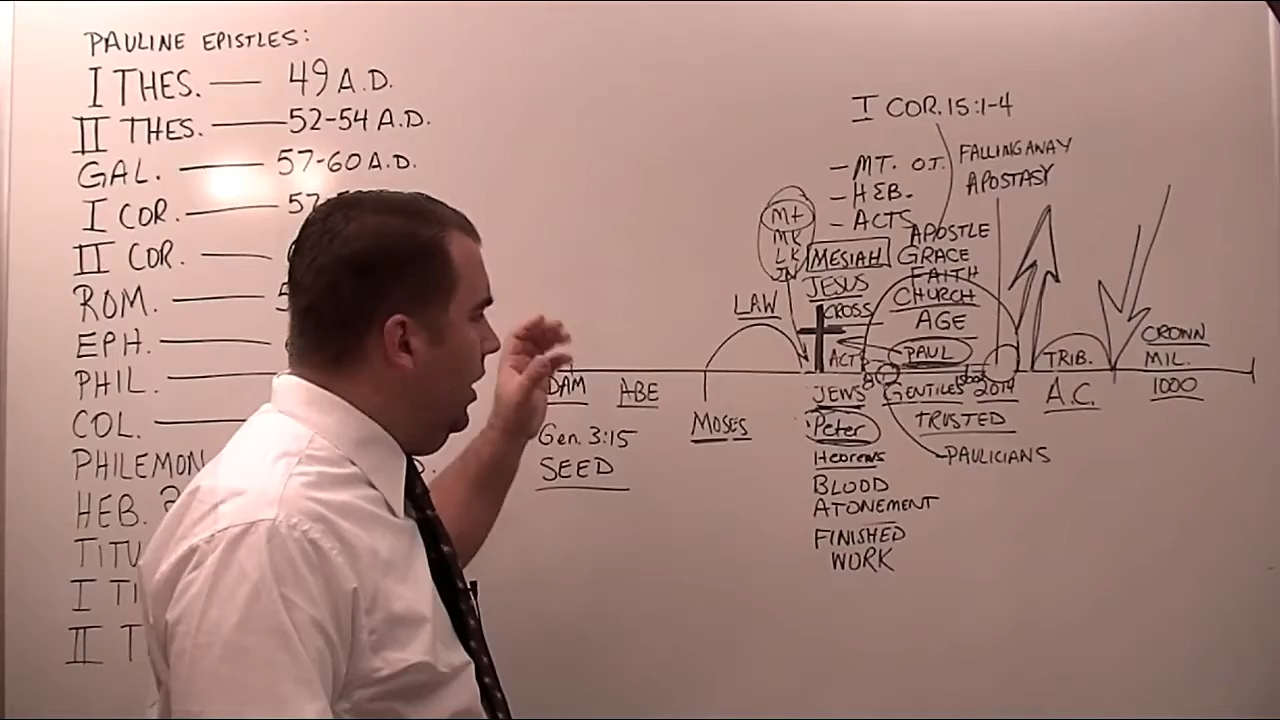 PAULINE EPISTLES:
I THES. — 49 A.D.
II THES. — 52-54 A.D.
GAL. — 57-60 A.D.
I COR. — 57
II COR. —
ROM. — 5
EPH. —
PHIL. —
COL. —
PHILEMON
HEB. ?
TITU
I TI
II T
DAM
Gen. 3:15
SEED
ABE
LAW
MOSES
Mt
MK
LK
JN
I COR. 15:1-4
- MT. O.T.
- HEB.
- ACTS
MESIAH
JESUS
CROSS
ACT
JEWS
Peter
Hebrews
BLOOD
ATONEMENT
FINISHED
WORK
APOSTLE
GRACE
FAITH
CHURCH
AGE
PAUL
GENTILES
2014
TRUSTED
PAULICIANS
FALLING AWAY
APOSTASY
TRIB.
A.C.
CROWN
MIL.
1000